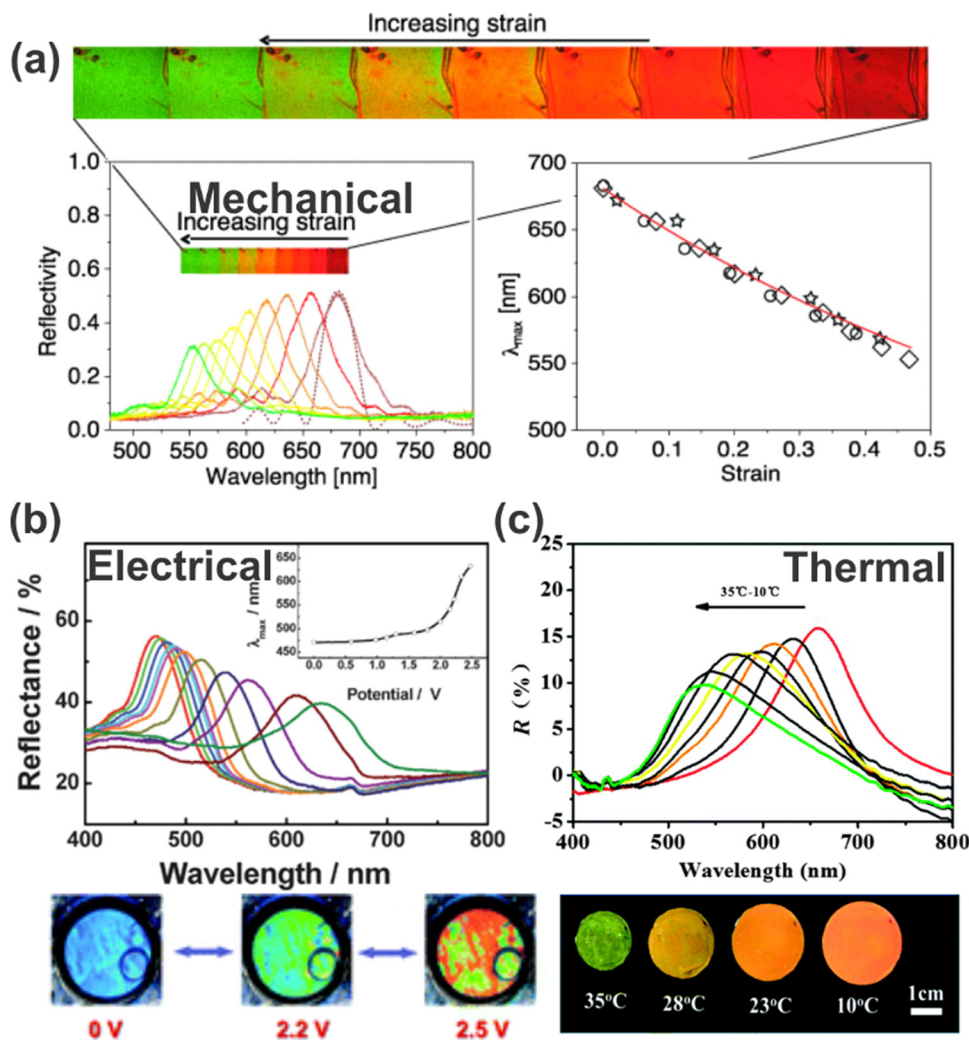 (a)
Increasing strain
Mechanical
Increasing strain
1.0
0.8
0.6
0.4
0.2
0.0
Reflectivity
500 550 600 650 700 750 800
Wavelength [nm]
700
650
600
550
500
λmax [nm]
0.0 0.1 0.2 0.3 0.4 0.5
Strain
(b)
Electrical
60
40
20
Reflectance / %
400 500 600 700 800
Wavelength / nm
650
600
550
500
450
λmax / nm
0.0 0.5 1.0 1.5 2.0 2.5
Potential / V
0 V
2.2 V
2.5 V
(c)
Thermal
35℃-10℃
25
20
15
10
5
0
-5
R (%)
400 500 600 700 800
Wavelength (nm)
35°C
28°C
23°C
10°C
1cm